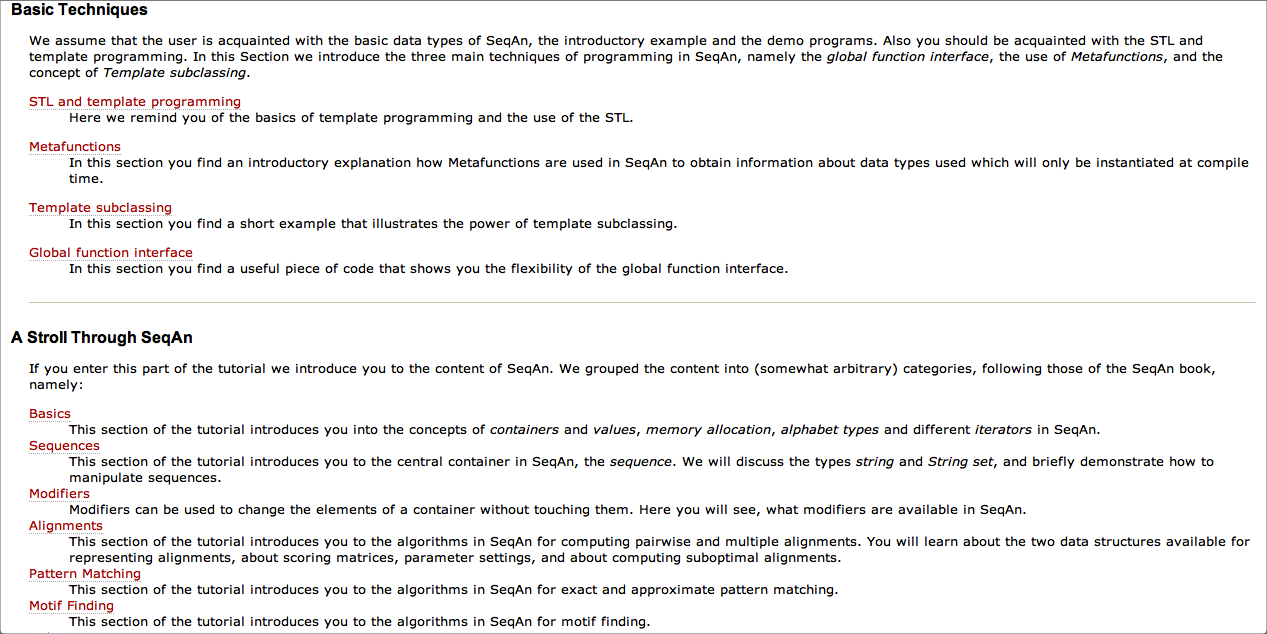 Basic Techniques
We assume that the user is acquainted with the basic data types of SeqAn, the introductory example and the demo programs. Also you should be acquainted with the STL and
template programming. In this Section we introduce the three main techniques of programming in SeqAn, namely the global function interface, the use of Metafunctions, and the
concept of Template subclassing.
STL and template programming
Here we remind you of the basics of template programming and the use of the STL.
Metafunctions
In this section you find an introductory explanation how Metafunctions are used in SeqAn to obtain information about data types used which will only be instantiated at compile
time.
Template subclassing
In this section you find a short example that illustrates the power of template subclassing.
Global function interface
In this section you find a useful piece of code that shows you the flexibility of the global function interface.
A Stroll Through SeqAn
If you enter this part of the tutorial we introduce you to the content of SeqAn. We grouped the content into (somewhat arbitrary) categories, following those of the SeqAn book,
namely:
Basics
This section of the tutorial introduces you into the concepts of containers and values, memory allocation, alphabet types and different iterators in SeqAn.
Sequences
This section of the tutorial introduces you to the central container in SeqAn, the sequence. We will discuss the types string and String set, and briefly demonstrate how to
manipulate sequences.
Modifiers
Modifiers can be used to change the elements of a container without touching them. Here you will see, what modifiers are available in SeqAn.
Alignments
This section of the tutorial introduces you to the algorithms in SeqAn for computing pairwise and multiple alignments. You will learn about the two data structures available for
representing alignments, about scoring matrices, parameter settings, and about computing suboptimal alignments.
Pattern Matching
This section of the tutorial introduces you to the algorithms in SeqAn for exact and approximate pattern matching.
Motif Finding
This section of the tutorial introduces you to the algorithms in SeqAn for motif finding.